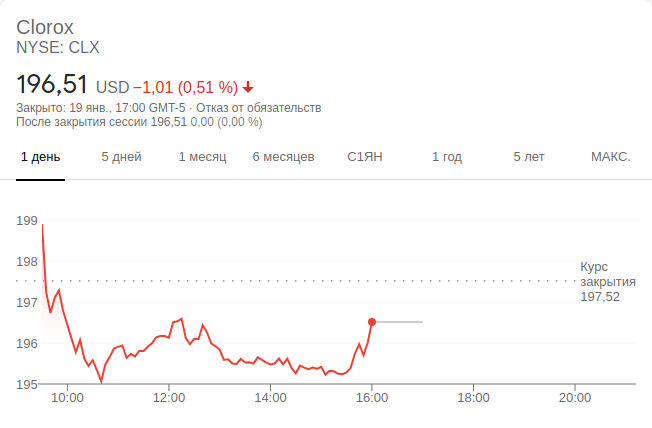 Clorox
NYSE: CLX
196,51 USD −1,01 (0,51 %)
Закрыто: 19 янв., 17:00 GMT-5 · Отказ от обязательств
После закрытия сессии 196,51 0,00 (0,00 %)
1 день 5 дней 1 месяц 6 месяцев С1ЯН 1 год 5 лет МАКС.
199
198
Курс
закрытия
197,52
197
196
195
10:00 12:00 14:00 16:00 18:00 20:00